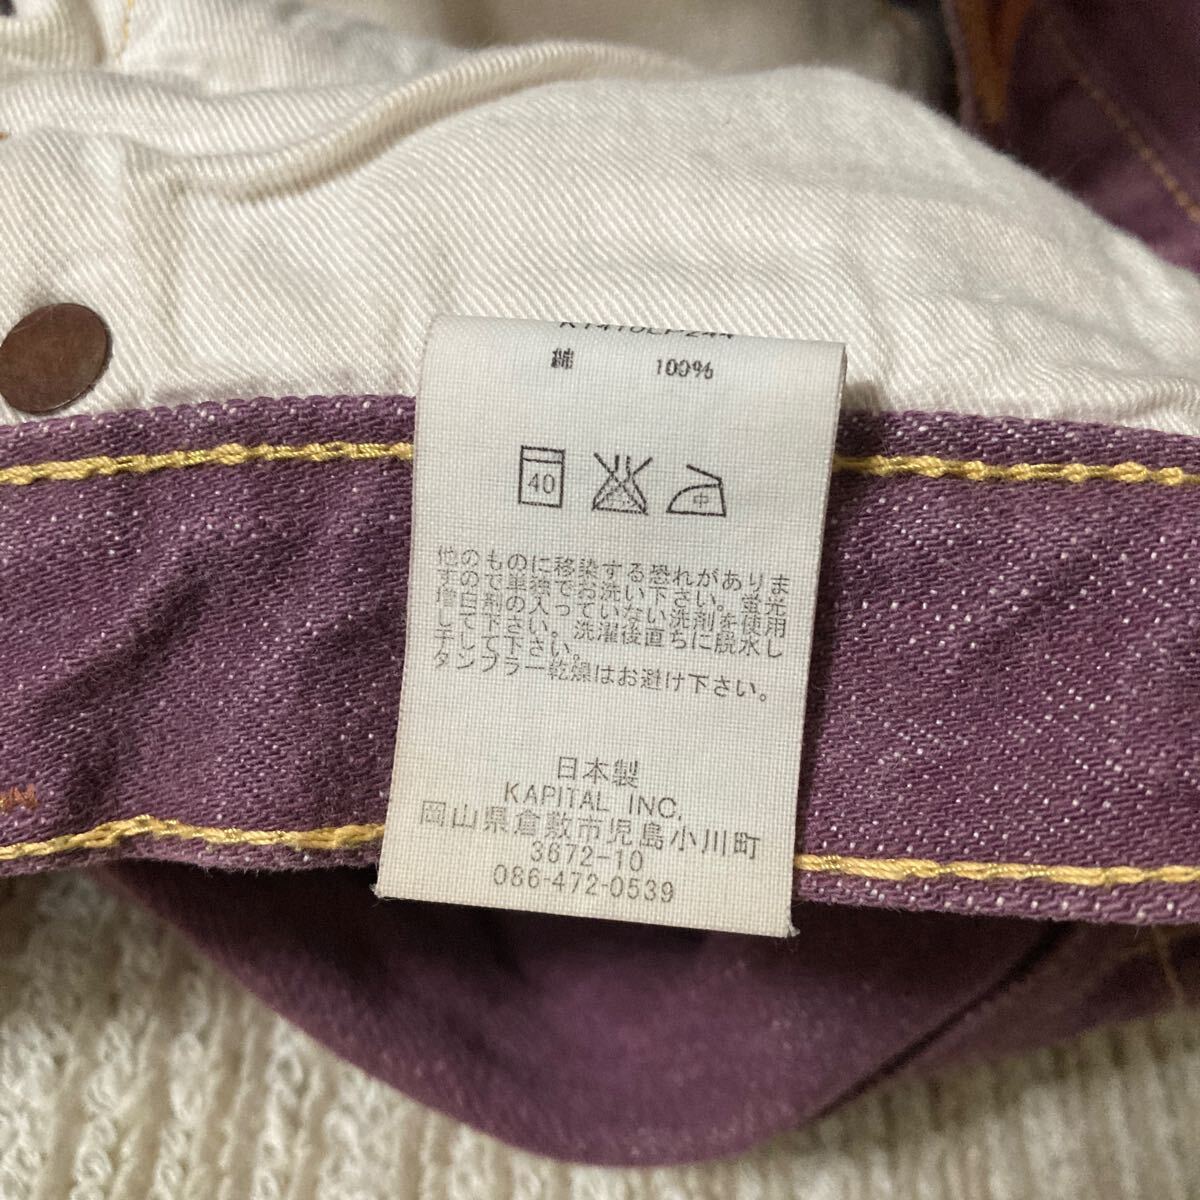 K1410LP244
綿 100%
40
中
他のものに移染する恐れがありま
すので単独でお洗い下さい。蛍光
増白剤の入っていない洗剤を使用
して下さい。洗濯後直ちに脱水し
干して下さい。
タンブラー乾燥はお避け下さい。
日本製
KAPITAL INC.
岡山県倉敷市児島小川町
3672-10
086-472-0539